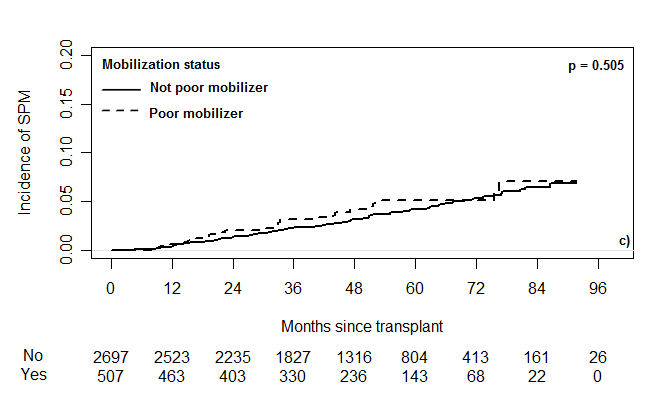 Mobilization status
p = 0.505
Not poor mobilizer
Poor mobilizer
Incidence of SPM
0.20
0.15
0.10
0.05
0.00
c)
0 12 24 36 48 60 72 84 96
Months since transplant
No 2697 2523 2235 1827 1316 804 413 161 26
Yes 507 463 403 330 236 143 68 22 0